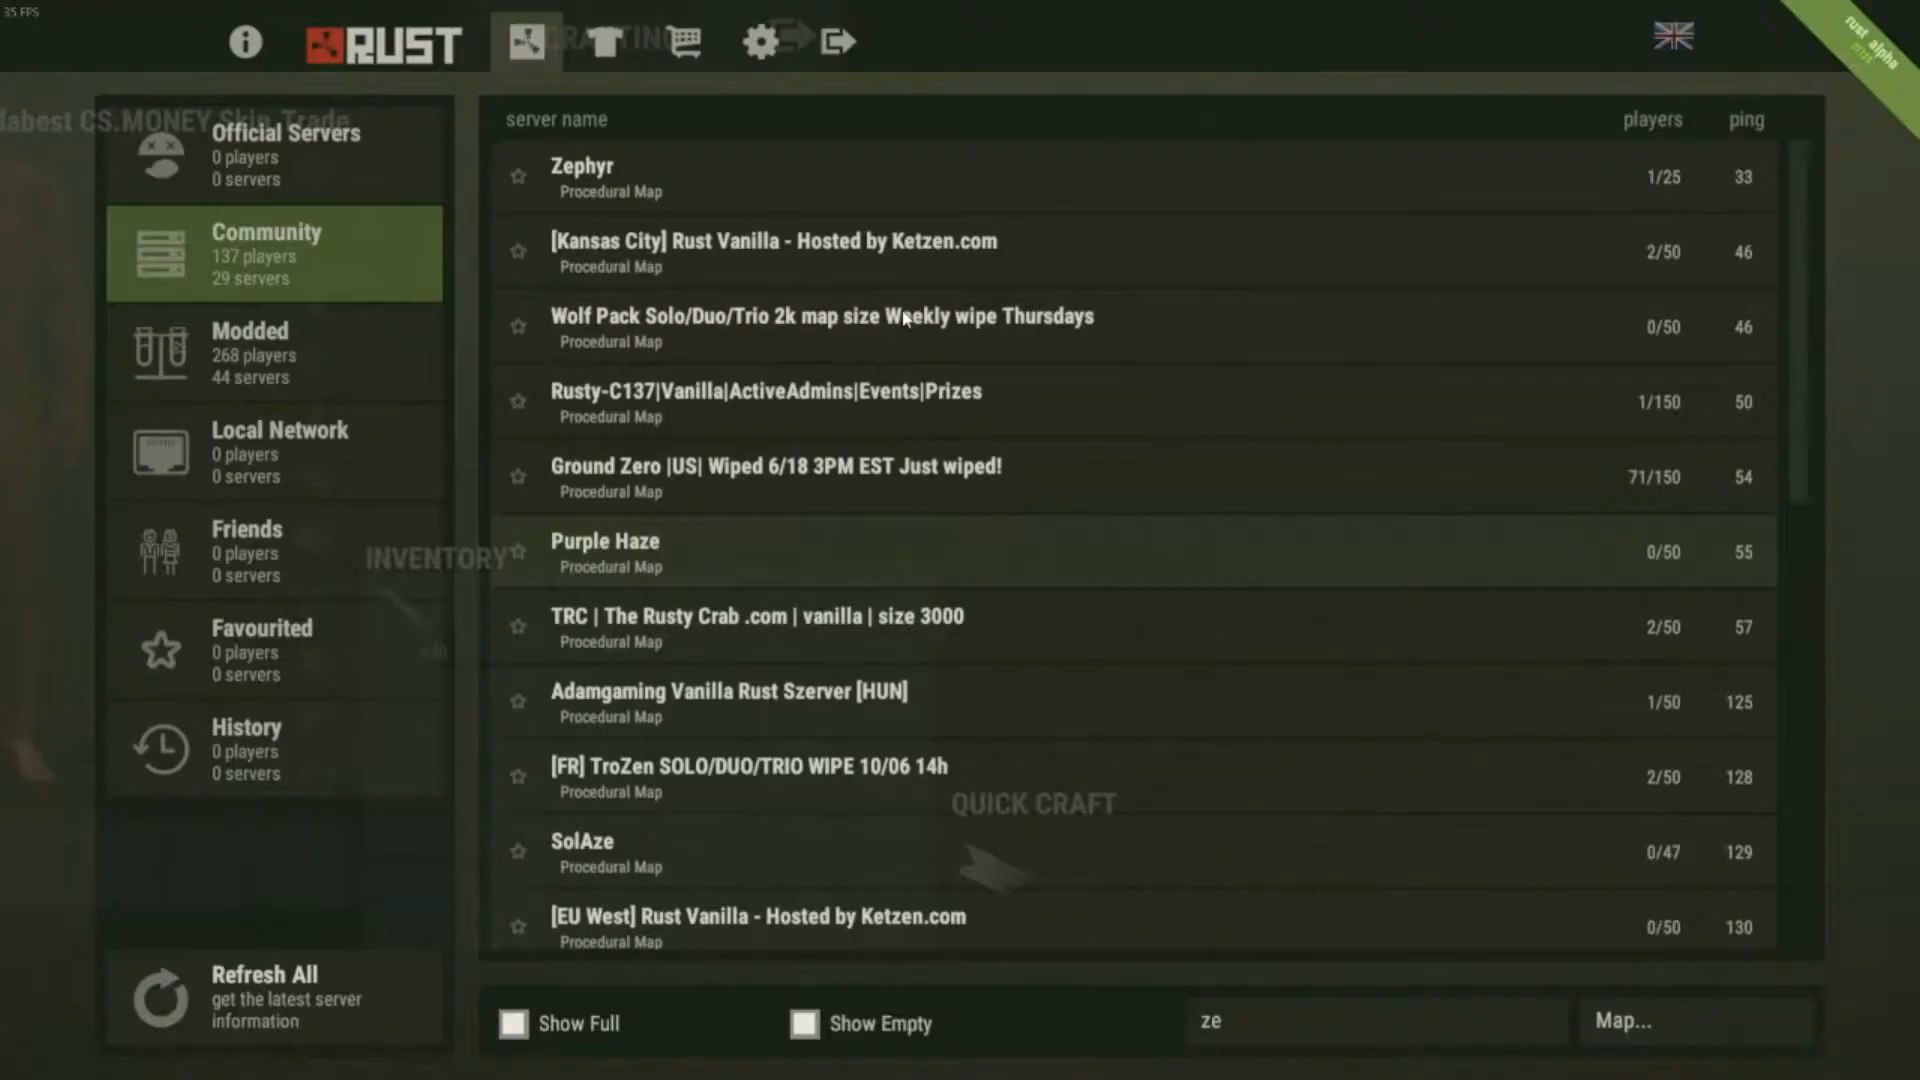 35 FPS
RUST
CRAFTING
rust alpha
dabest CS.MONEY Skin Trade
Official Servers
0 players
0 servers
Community
137 players
29 servers
Modded
268 players
44 servers
Local Network
0 players
0 servers
Friends
0 players
0 servers
Favourited
0 players
0 servers
History
0 players
0 servers
Refresh All
get the latest server
information
INVENTORY
QUICK CRAFT
server name players ping
Zephyr 1/25 33
Procedural Map
[Kansas City] Rust Vanilla - Hosted by Ketzen.com 2/50 46
Procedural Map
Wolf Pack Solo/Duo/Trio 2k map size Weekly wipe Thursdays 0/50 46
Procedural Map
Rusty-C137|Vanilla|ActiveAdmins|Events|Prizes 1/150 50
Procedural Map
Ground Zero |US| Wiped 6/18 3PM EST Just wiped! 71/150 54
Procedural Map
Purple Haze 0/50 55
Procedural Map
TRC | The Rusty Crab .com | vanilla | size 3000 2/50 57
Procedural Map
Adamgaming Vanilla Rust Szerver [HUN] 1/50 125
Procedural Map
[FR] TroZen SOLO/DUO/TRIO WIPE 10/06 14h 2/50 128
Procedural Map
SolAze 0/47 129
Procedural Map
[EU West] Rust Vanilla - Hosted by Ketzen.com 0/50 130
Procedural Map
Show Full
Show Empty
ze
Map...